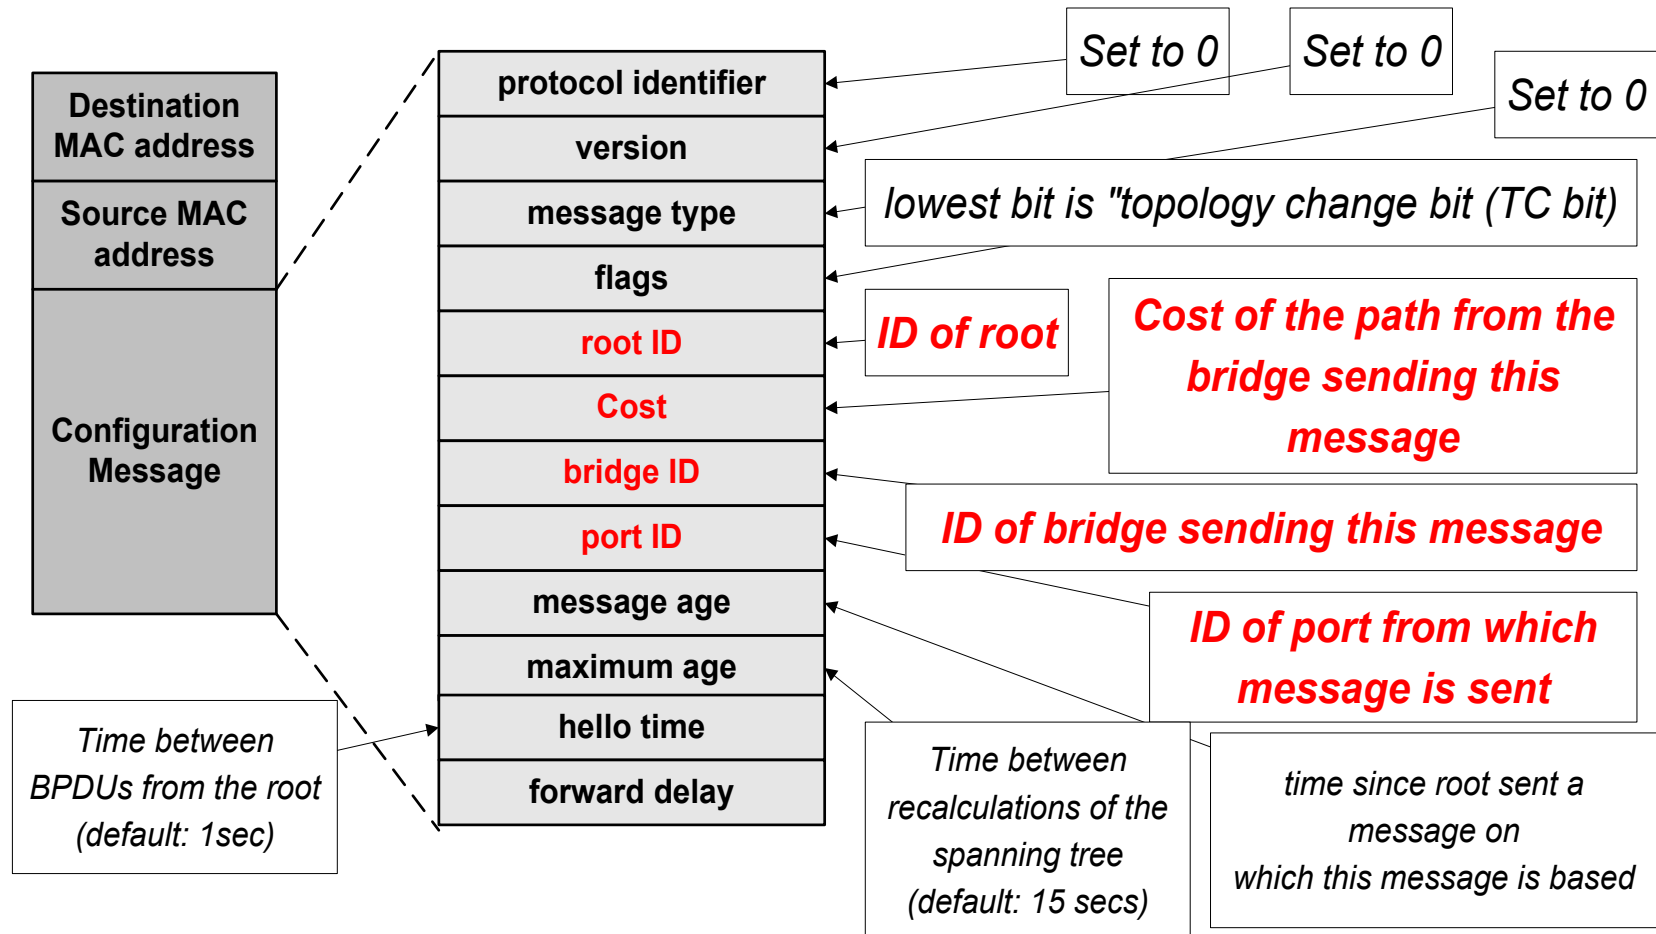 Destination
MAC address
Source MAC
address
Configuration
Message
protocol identifier
version
message type
flags
root ID
Cost
bridge ID
port ID
message age
maximum age
hello time
forward delay
Set to 0
Set to 0
Set to 0
lowest bit is "topology change bit (TC bit)
ID of root
Cost of the path from the
bridge sending this
message
ID of bridge sending this message
ID of port from which
message is sent
Time between
BPDUs from the root
(default: 1sec)
Time between
recalculations of the
spanning tree
(default: 15 secs)
time since root sent a
message on
which this message is based